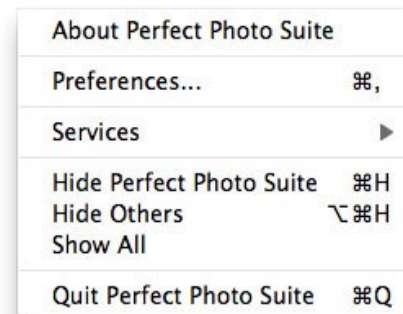 About Perfect Photo Suite
Preferences... ⌘,
Services ▶
Hide Perfect Photo Suite ⌘H
Hide Others ⌥⌘H
Show All
Quit Perfect Photo Suite ⌘Q